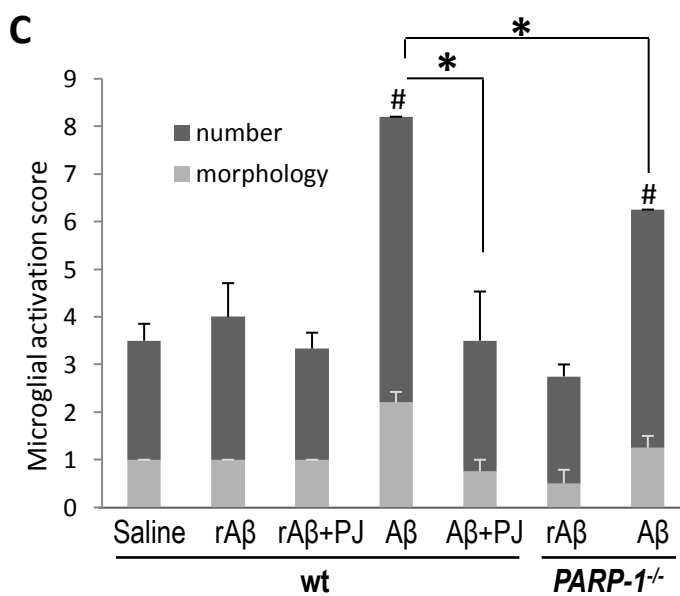 C
*
*
9
8
7
6
5
4
3
2
1
0
Microglial activation score
number
morphology
#
#
Saline rAβ rAβ+PJ Aβ Aβ+PJ rAβ Aβ
wt PARP-1-/-